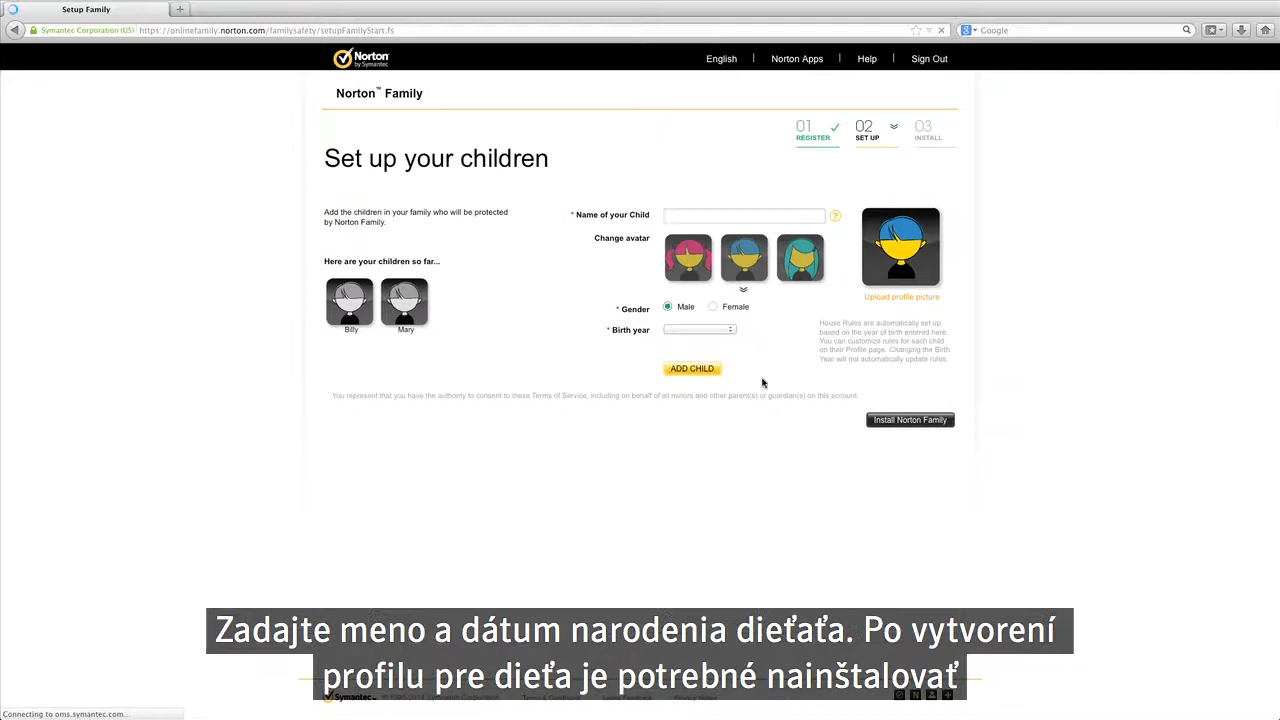 Setup Family
Symantec Corporation (US) https://onlinefamily.norton.com/familysafety/setupFamilyStart.fs
Google
Norton
by Symantec
English | Norton Apps | Help | Sign Out
Norton™ Family
01 REGISTER
02 SET UP
03 INSTALL
Set up your children
Add the children in your family who will be protected
by Norton Family.
Here are your children so far...
Billy
Mary
* Name of your Child
?
Change avatar
* Gender
Male
Female
* Birth year
ADD CHILD
Upload profile picture
House Rules are automatically set up
based on the year of birth entered here.
You can customize rules for each child
on their Profile page. Changing the Birth
Year will not automatically update rules.
You represent that you have the authority to consent to these Terms of Service, including on behalf of all minors and other parent(s) or guardian(s) on this account.
Install Norton Family
Zadajte meno a dátum narodenia dieťaťa. Po vytvorení
profilu pre dieťa je potrebné nainštalovať
Symantec.
Connecting to oms.symantec.com...